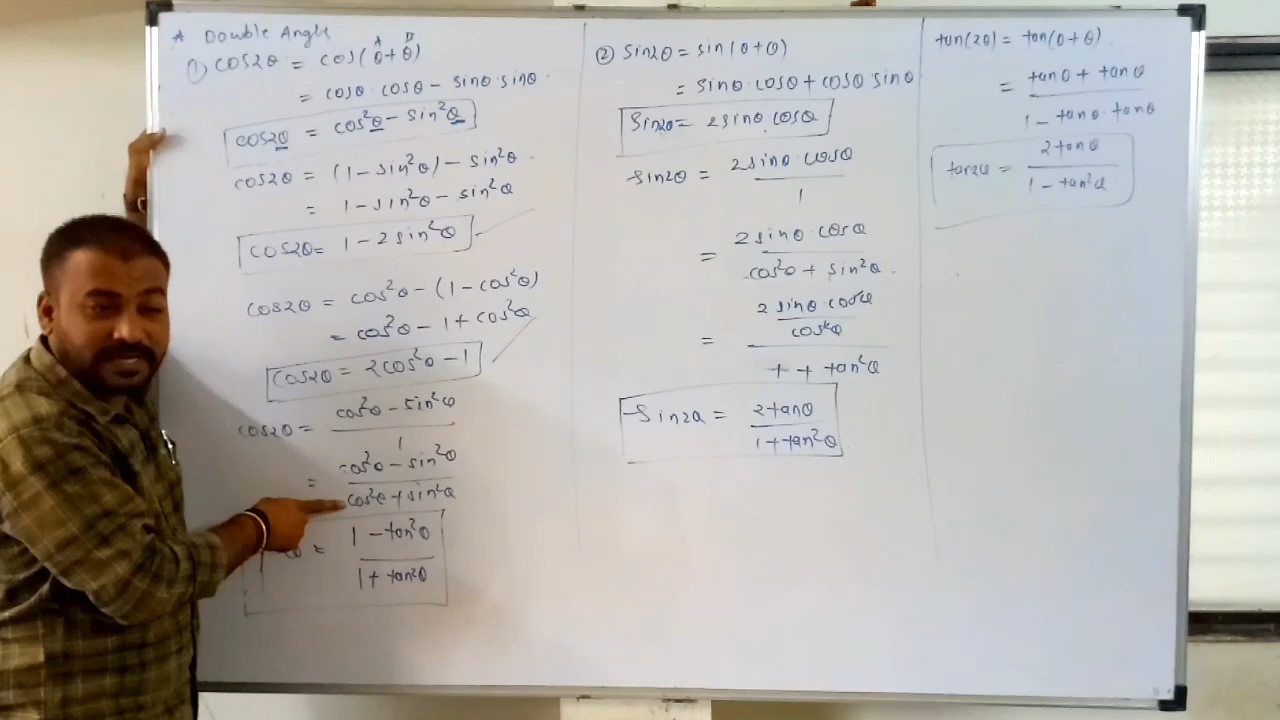 * Double Angle
① cos2θ = cos(θ+θ)
A B
= cosθ·cosθ - sinθ sinθ.
cos2θ = cos²θ - sin²θ
cos2θ = (1 - sin²θ) - sin²θ.
= 1 - sin²θ - sin²θ
cos2θ = 1 - 2sin²θ
cos2θ = cos²θ - (1 - cos²θ)
= cos²θ - 1 + cos²θ
cos2θ = 2cos²θ - 1
cos2θ = cos²θ - sin²θ
1
= cos²θ - sin²θ
cos²θ + sin²θ
θ = 1 - tan²θ
1 + tan²θ
② sin2θ = sin(θ+θ)
= sinθ·cosθ + cosθ sinθ
sin2θ = 2sinθ.cosθ
sin2θ = 2sinθ·cosθ
1
= 2sinθ·cosθ
cos²θ + sin²θ.
= 2sinθ·cosθ
cos²θ
1 + tan²θ
sin2θ = 2tanθ
1 + tan²θ
tan(2θ) = tan(θ+θ).
= tanθ + tanθ
1 - tanθ·tanθ
tan2θ = 2tanθ
1 - tan²θ